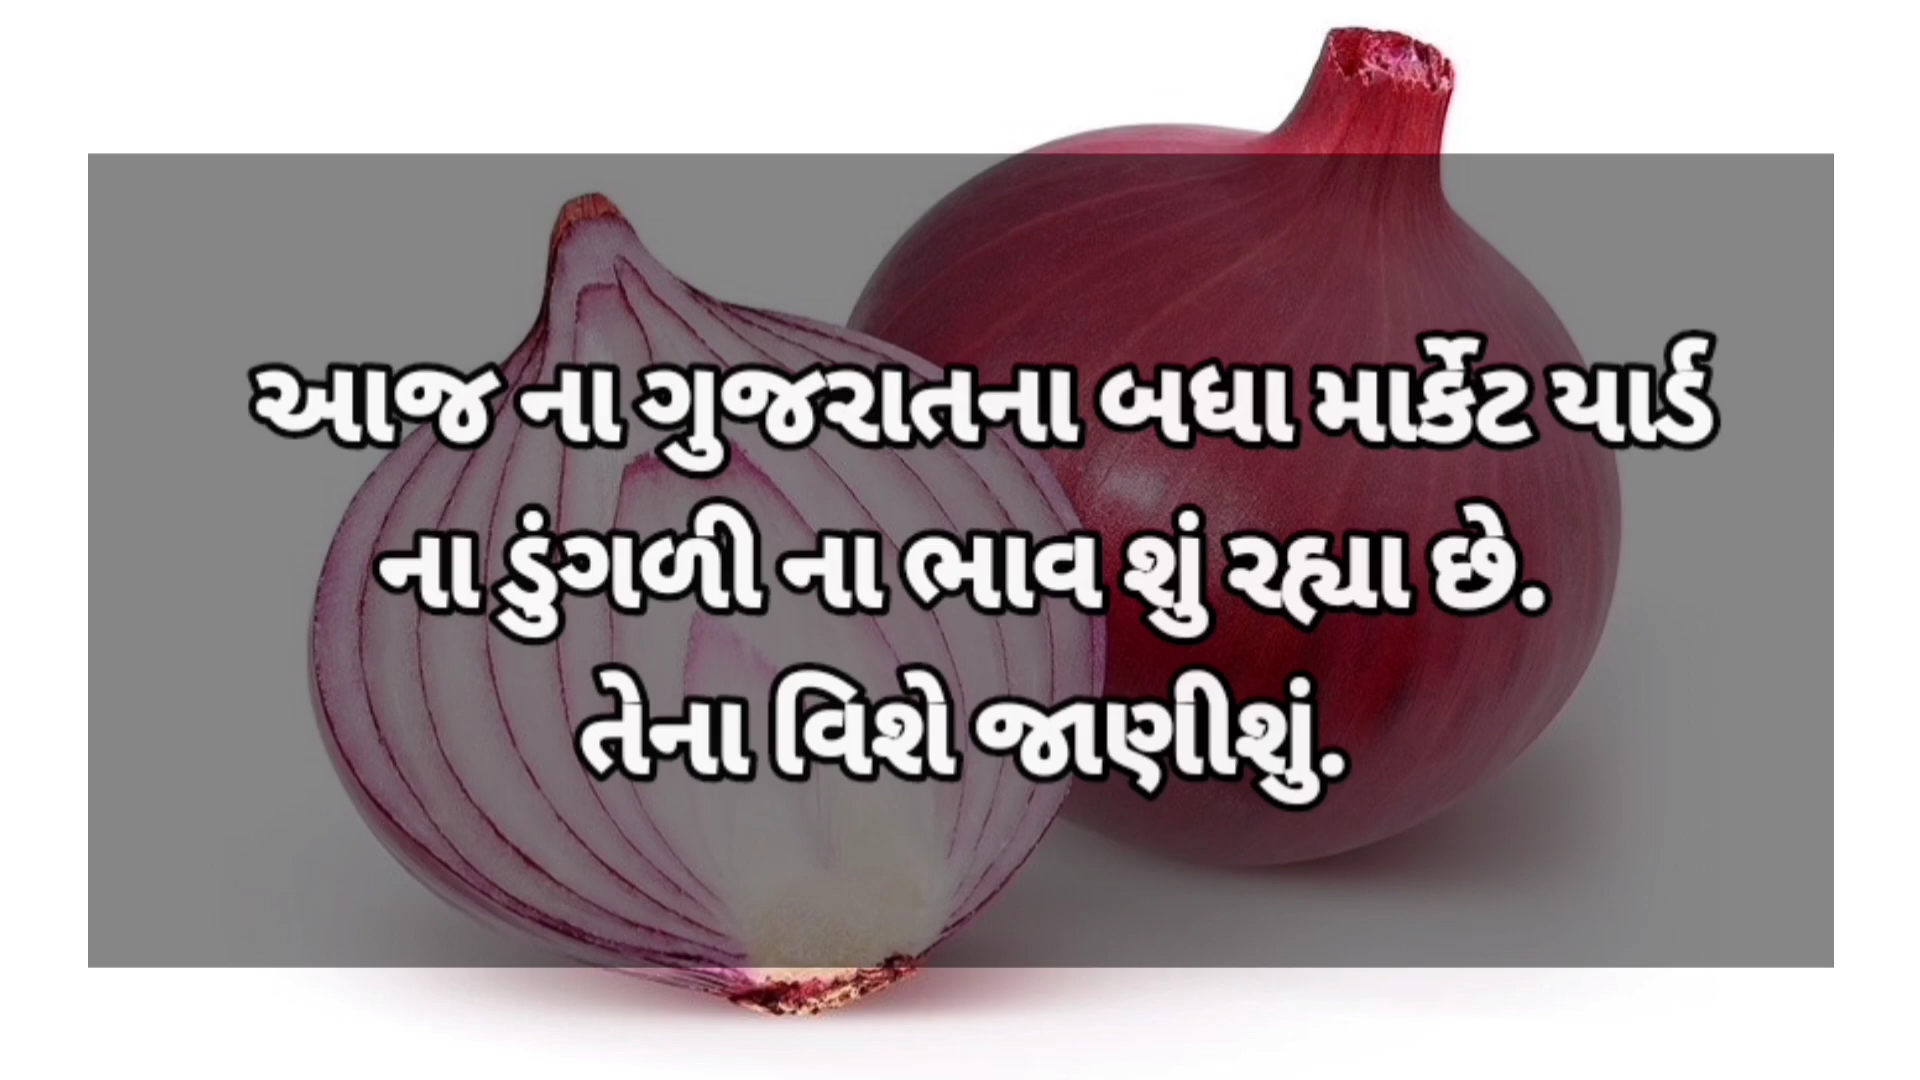 આજ ના ગુજરાતના બધા માર્કેટ યાર્ડ
ના ડુંગળી ના ભાવ શું રહ્યા છે.
તેના વિશે જાણીશું.